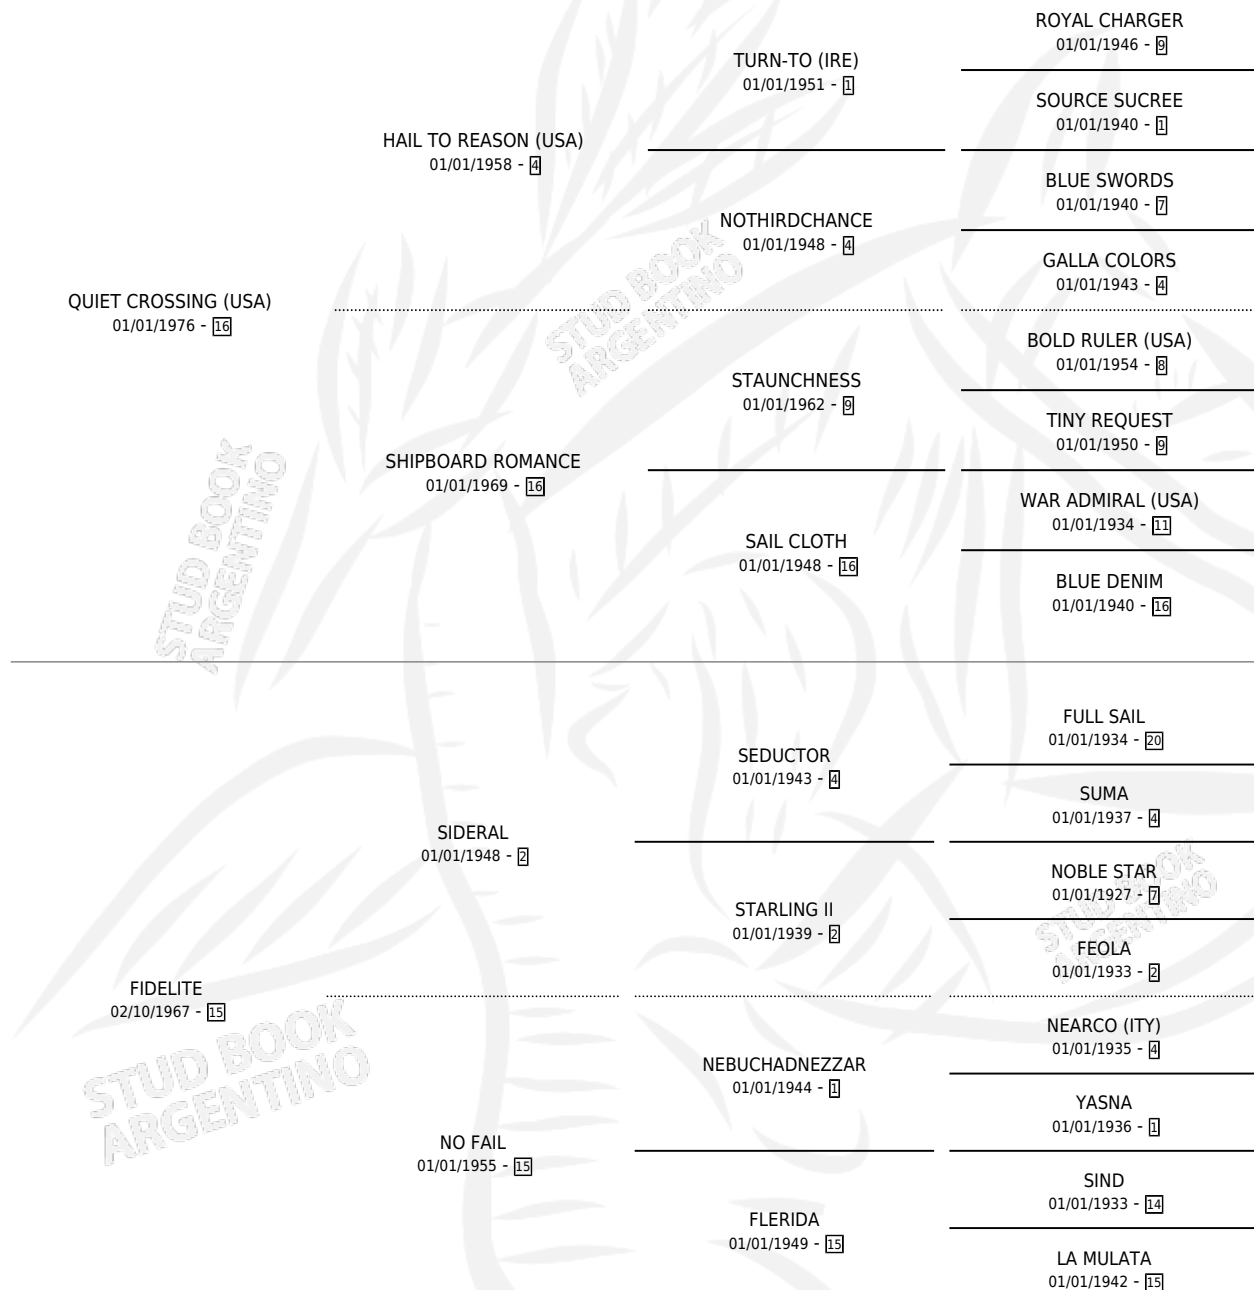 ROYAL CHARGER
01/01/1946 - 9
TURN-TO (IRE)
01/01/1951 - 1
SOURCE SUCREE
01/01/1940 - 1
HAIL TO REASON (USA)
01/01/1958 - 4
BLUE SWORDS
01/01/1940 - 7
NOTHIRDCHANCE
01/01/1948 - 4
GALLA COLORS
01/01/1943 - 4
QUIET CROSSING (USA)
01/01/1976 - 16
BOLD RULER (USA)
01/01/1954 - 8
STAUNCHNESS
01/01/1962 - 9
TINY REQUEST
01/01/1950 - 9
SHIPBOARD ROMANCE
01/01/1969 - 16
WAR ADMIRAL (USA)
01/01/1934 - 11
SAIL CLOTH
01/01/1948 - 16
BLUE DENIM
01/01/1940 - 16
FULL SAIL
01/01/1934 - 20
SEDUCTOR
01/01/1943 - 4
SUMA
01/01/1937 - 4
SIDERAL
01/01/1948 - 2
NOBLE STAR
01/01/1927 - 7
STARLING II
01/01/1939 - 2
FEOLA
01/01/1933 - 2
FIDELITE
02/10/1967 - 15
NEARCO (ITY)
01/01/1935 - 4
NEBUCHADNEZZAR
01/01/1944 - 1
YASNA
01/01/1936 - 1
NO FAIL
01/01/1955 - 15
SIND
01/01/1933 - 14
FLERIDA
01/01/1949 - 15
LA MULATA
01/01/1942 - 15
STUD BOOK
ARGENTINO
STUD BOOK
ARGENTINO
STUD BOOK
ARGENTINO
STUD BOOK
ARGENTINO